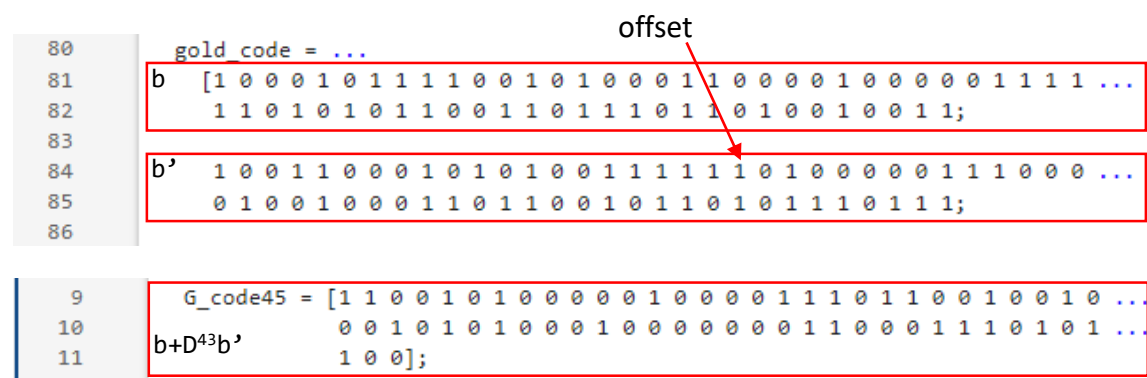 offset
80 gold_code = ...
81 b [1 0 0 0 1 0 1 1 1 1 0 0 1 0 1 0 0 0 1 1 0 0 0 0 1 0 0 0 0 0 1 1 1 1 ...
82 1 1 0 1 0 1 0 1 1 0 0 1 1 0 1 1 1 0 1 1 0 1 0 0 1 0 0 1 1;
83
84 b’ 1 0 0 1 1 0 0 0 1 0 1 0 1 0 0 1 1 1 1 1 1 0 1 0 0 0 0 0 1 1 1 0 0 0 ...
85 0 1 0 0 1 0 0 0 1 1 0 1 1 0 0 1 0 1 1 0 1 0 1 1 1 0 1 1 1;
86
9 G_code45 = [1 1 0 0 1 0 1 0 0 0 0 0 1 0 0 0 0 1 1 1 0 1 1 0 0 1 0 0 1 0 ...
10 0 0 1 0 1 0 1 0 0 0 1 0 0 0 0 0 0 0 1 1 0 0 0 1 1 1 0 1 0 1 ...
b+D⁴³b’
11 1 0 0];